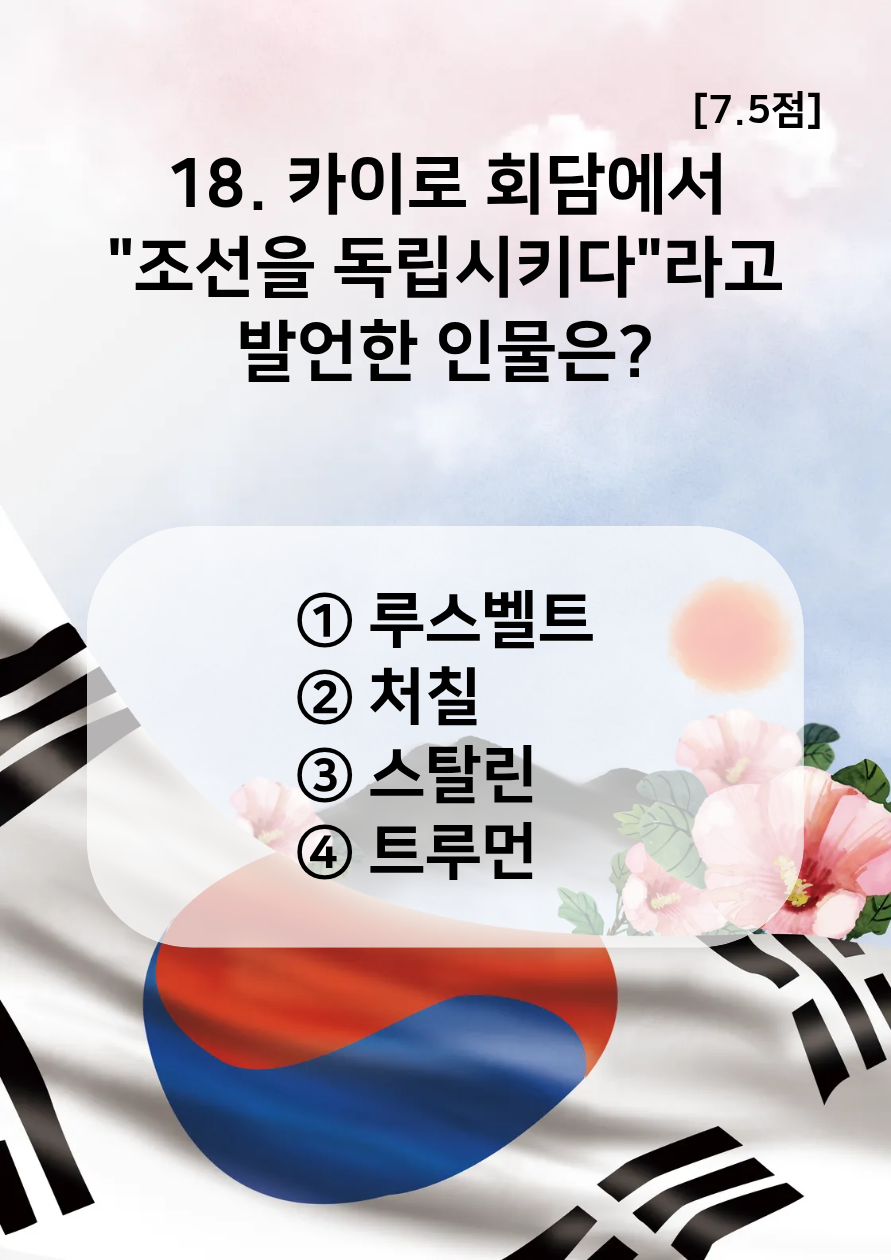 [7.5점]
18. 카이로 회담에서
"조선을 독립시키다"라고
발언한 인물은?
① 루스벨트
② 처칠
③ 스탈린
④ 트루먼